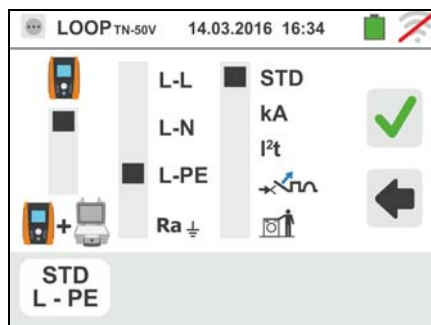 LOOP TN-50V 14.03.2016 16:34
L-L
L-N
L-PE
Ra
STD
kA
I²t
+
STD
L - PE